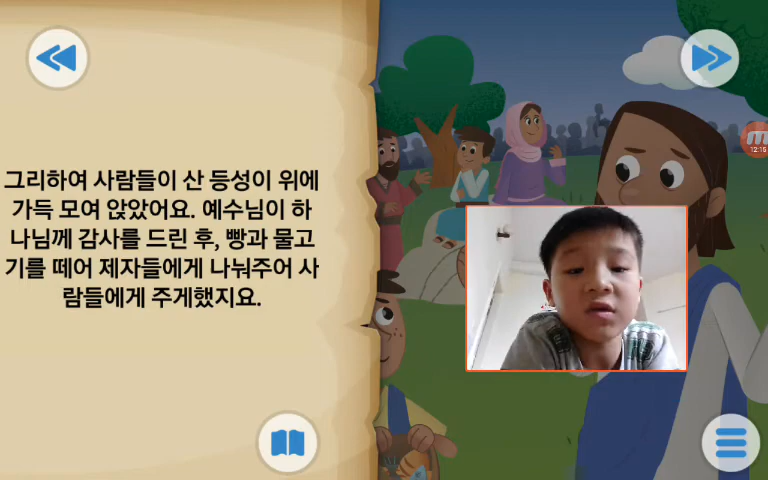 그리하여 사람들이 산 등성이 위에
가득 모여 앉았어요. 예수님이 하
나님께 감사를 드린 후, 빵과 물고
기를 떼어 제자들에게 나눠주어 사
람들에게 주게했지요.
12:16